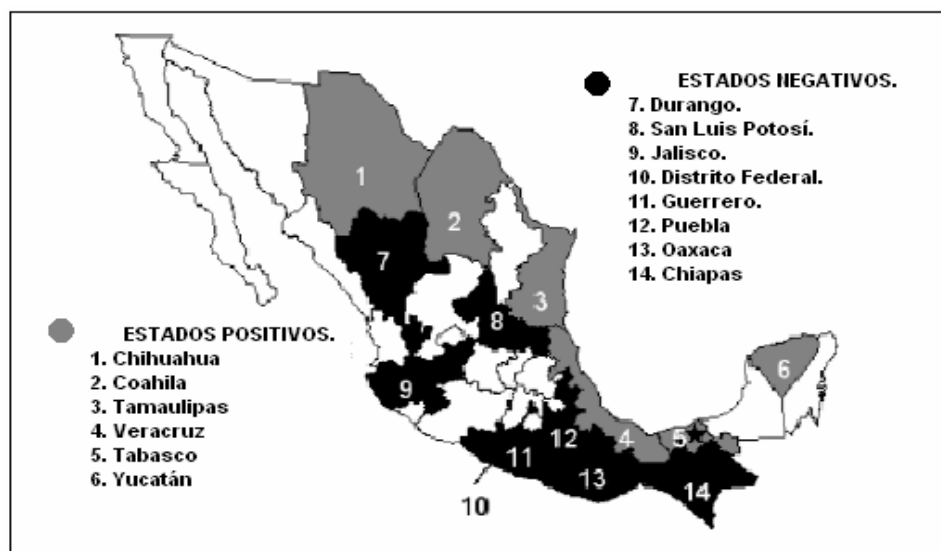 ESTADOS NEGATIVOS.
7. Durango.
8. San Luis Potosí.
9. Jalisco.
10. Distrito Federal.
11. Guerrero.
12. Puebla
13. Oaxaca
14. Chiapas
ESTADOS POSITIVOS.
1. Chihuahua
2. Coahila
3. Tamaulipas
4. Veracruz
5. Tabasco
6. Yucatán
1
2
7
3
8
6
9
12
4
5
11
13
14
10